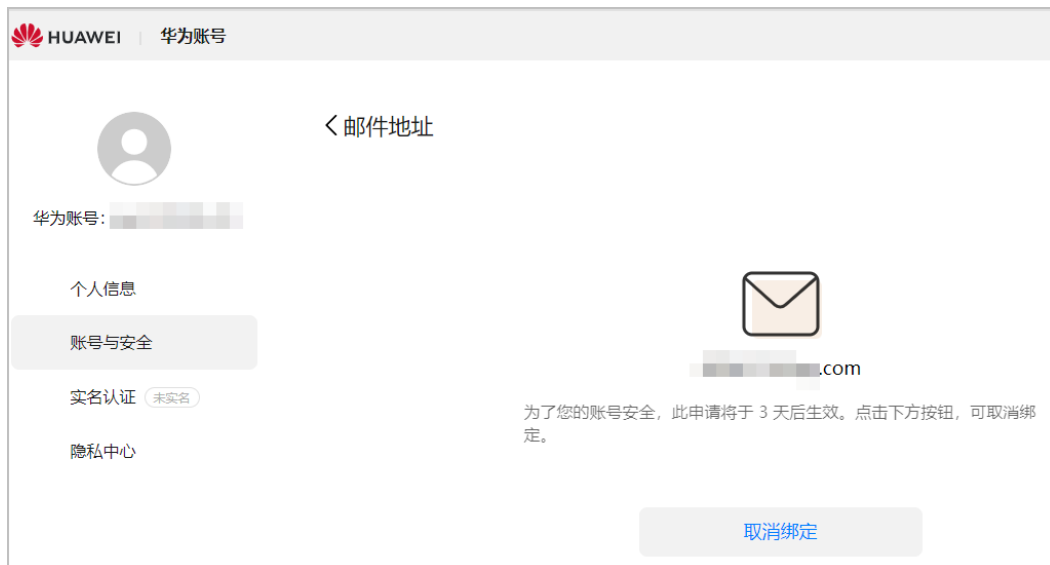 HUAWEI | 华为账号
邮件地址
华为账号:
个人信息
账号与安全
实名认证 未实名
隐私中心
.com
为了您的账号安全，此申请将于 3 天后生效。点击下方按钮，可取消绑
定。
取消绑定